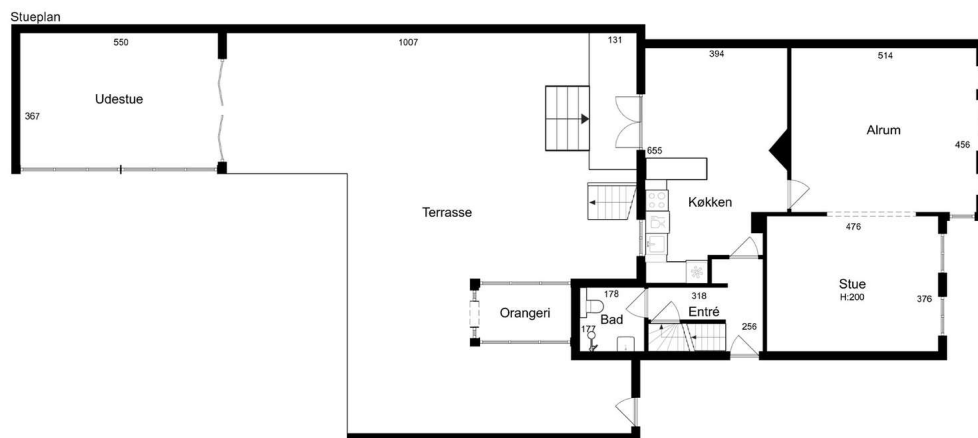 Stueplan
550
1007
131
394
514
367
Udestue
Alrum
456
655
Køkken
Terrasse
476
Stue
H:200
376
178
318
Orangeri
Bad
Entré
177
256